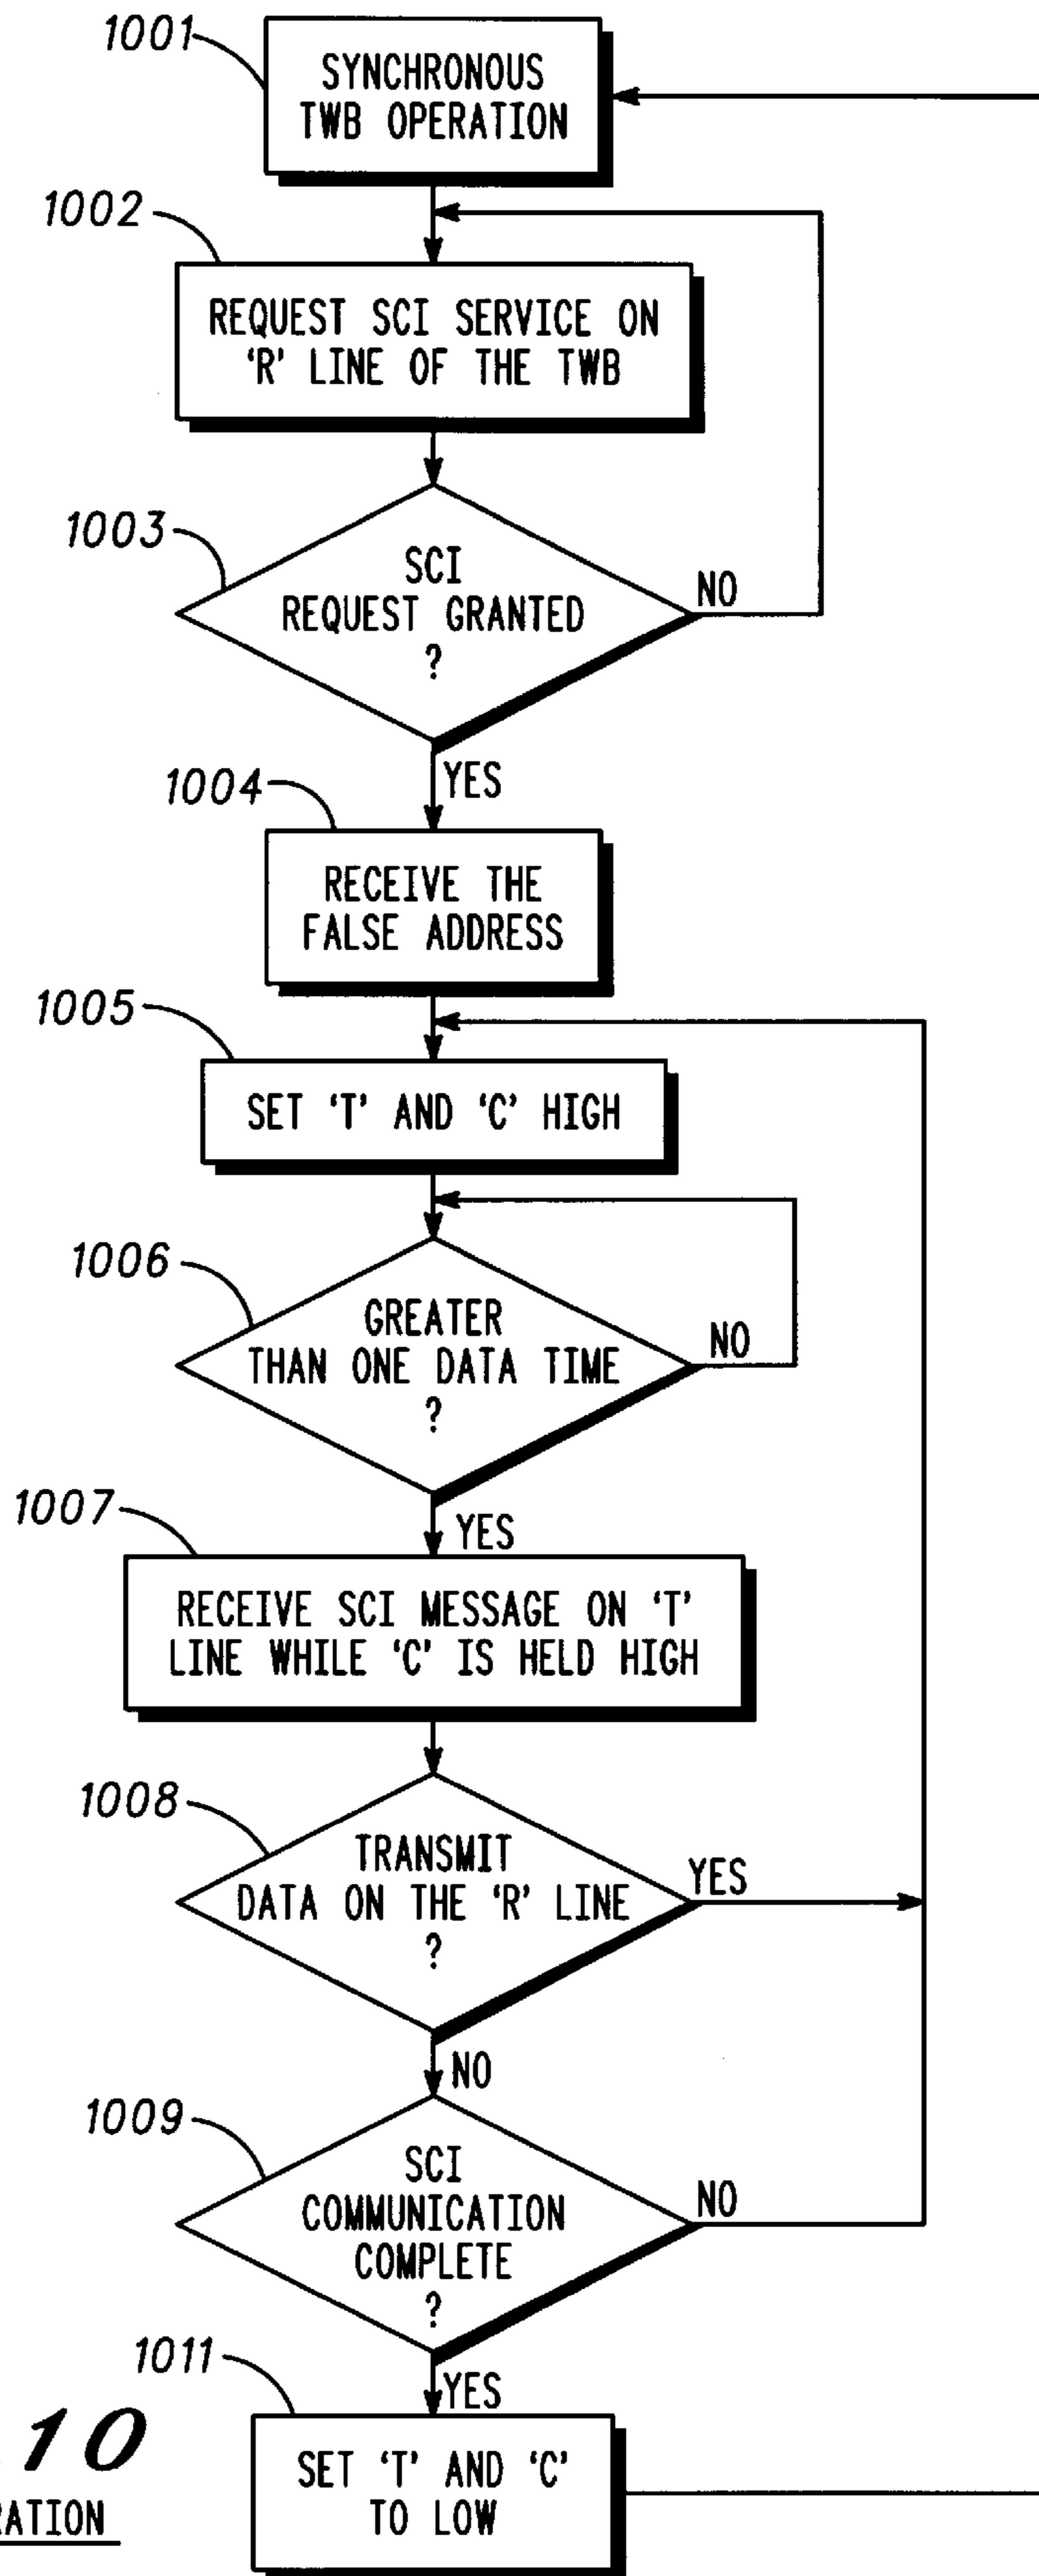 1001
SYNCHRONOUS
TWB OPERATION
1002
REQUEST SCI SERVICE ON
‘R’ LINE OF THE TWB
1003
SCI
REQUEST GRANTED
?
NO
YES
1004
RECEIVE THE
FALSE ADDRESS
1005
SET ‘T’ AND ‘C’ HIGH
1006
GREATER
THAN ONE DATA TIME
?
NO
YES
1007
RECEIVE SCI MESSAGE ON ‘T’
LINE WHILE ‘C’ IS HELD HIGH
1008
TRANSMIT
DATA ON THE ‘R’ LINE
?
YES
NO
1009
SCI
COMMUNICATION
COMPLETE
?
NO
YES
1011
SET ‘T’ AND ‘C’
TO LOW
10